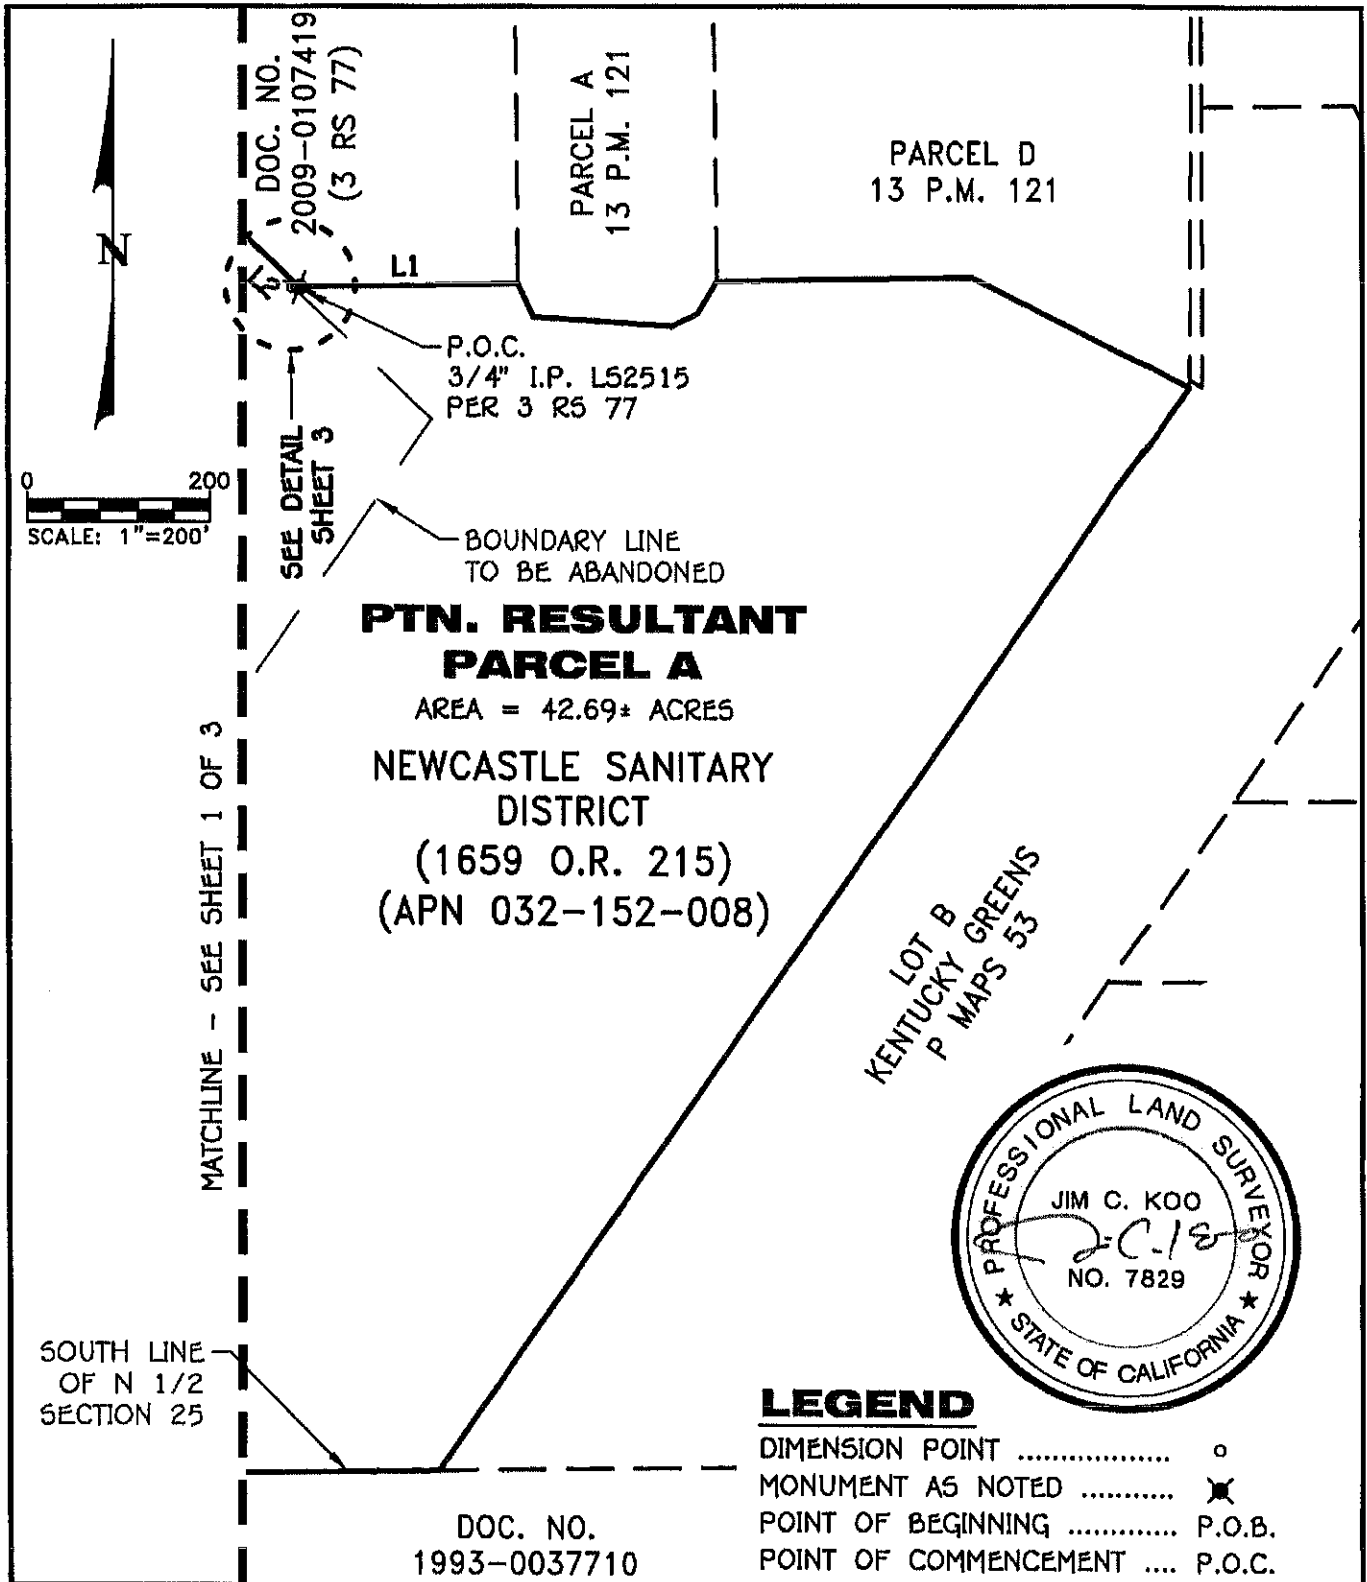 DOC. NO.
2009-0107419
(3 RS 77)
PARCEL A
13 P.M. 121
PARCEL D
13 P.M. 121
N
L1
P.O.C.
3/4" I.P. LS2515
PER 3 RS 77
0 200
SCALE: 1"=200'
SEE DETAIL
SHEET 3
BOUNDARY LINE
TO BE ABANDONED
PTN. RESULTANT
PARCEL A
AREA = 42.69± ACRES
NEWCASTLE SANITARY
DISTRICT
(1659 O.R. 215)
(APN 032-152-008)
MATCHLINE - SEE SHEET 1 OF 3
LOT B
KENTUCKY GREENS
P MAPS 53
PROFESSIONAL LAND SURVEYOR
JIM C. KOO
NO. 7829
★ STATE OF CALIFORNIA ★
SOUTH LINE
OF N 1/2
SECTION 25
LEGEND
DIMENSION POINT .................. o
MONUMENT AS NOTED ...........
POINT OF BEGINNING ............. P.O.B.
POINT OF COMMENCEMENT .... P.O.C.
DOC. NO.
1993-0037710